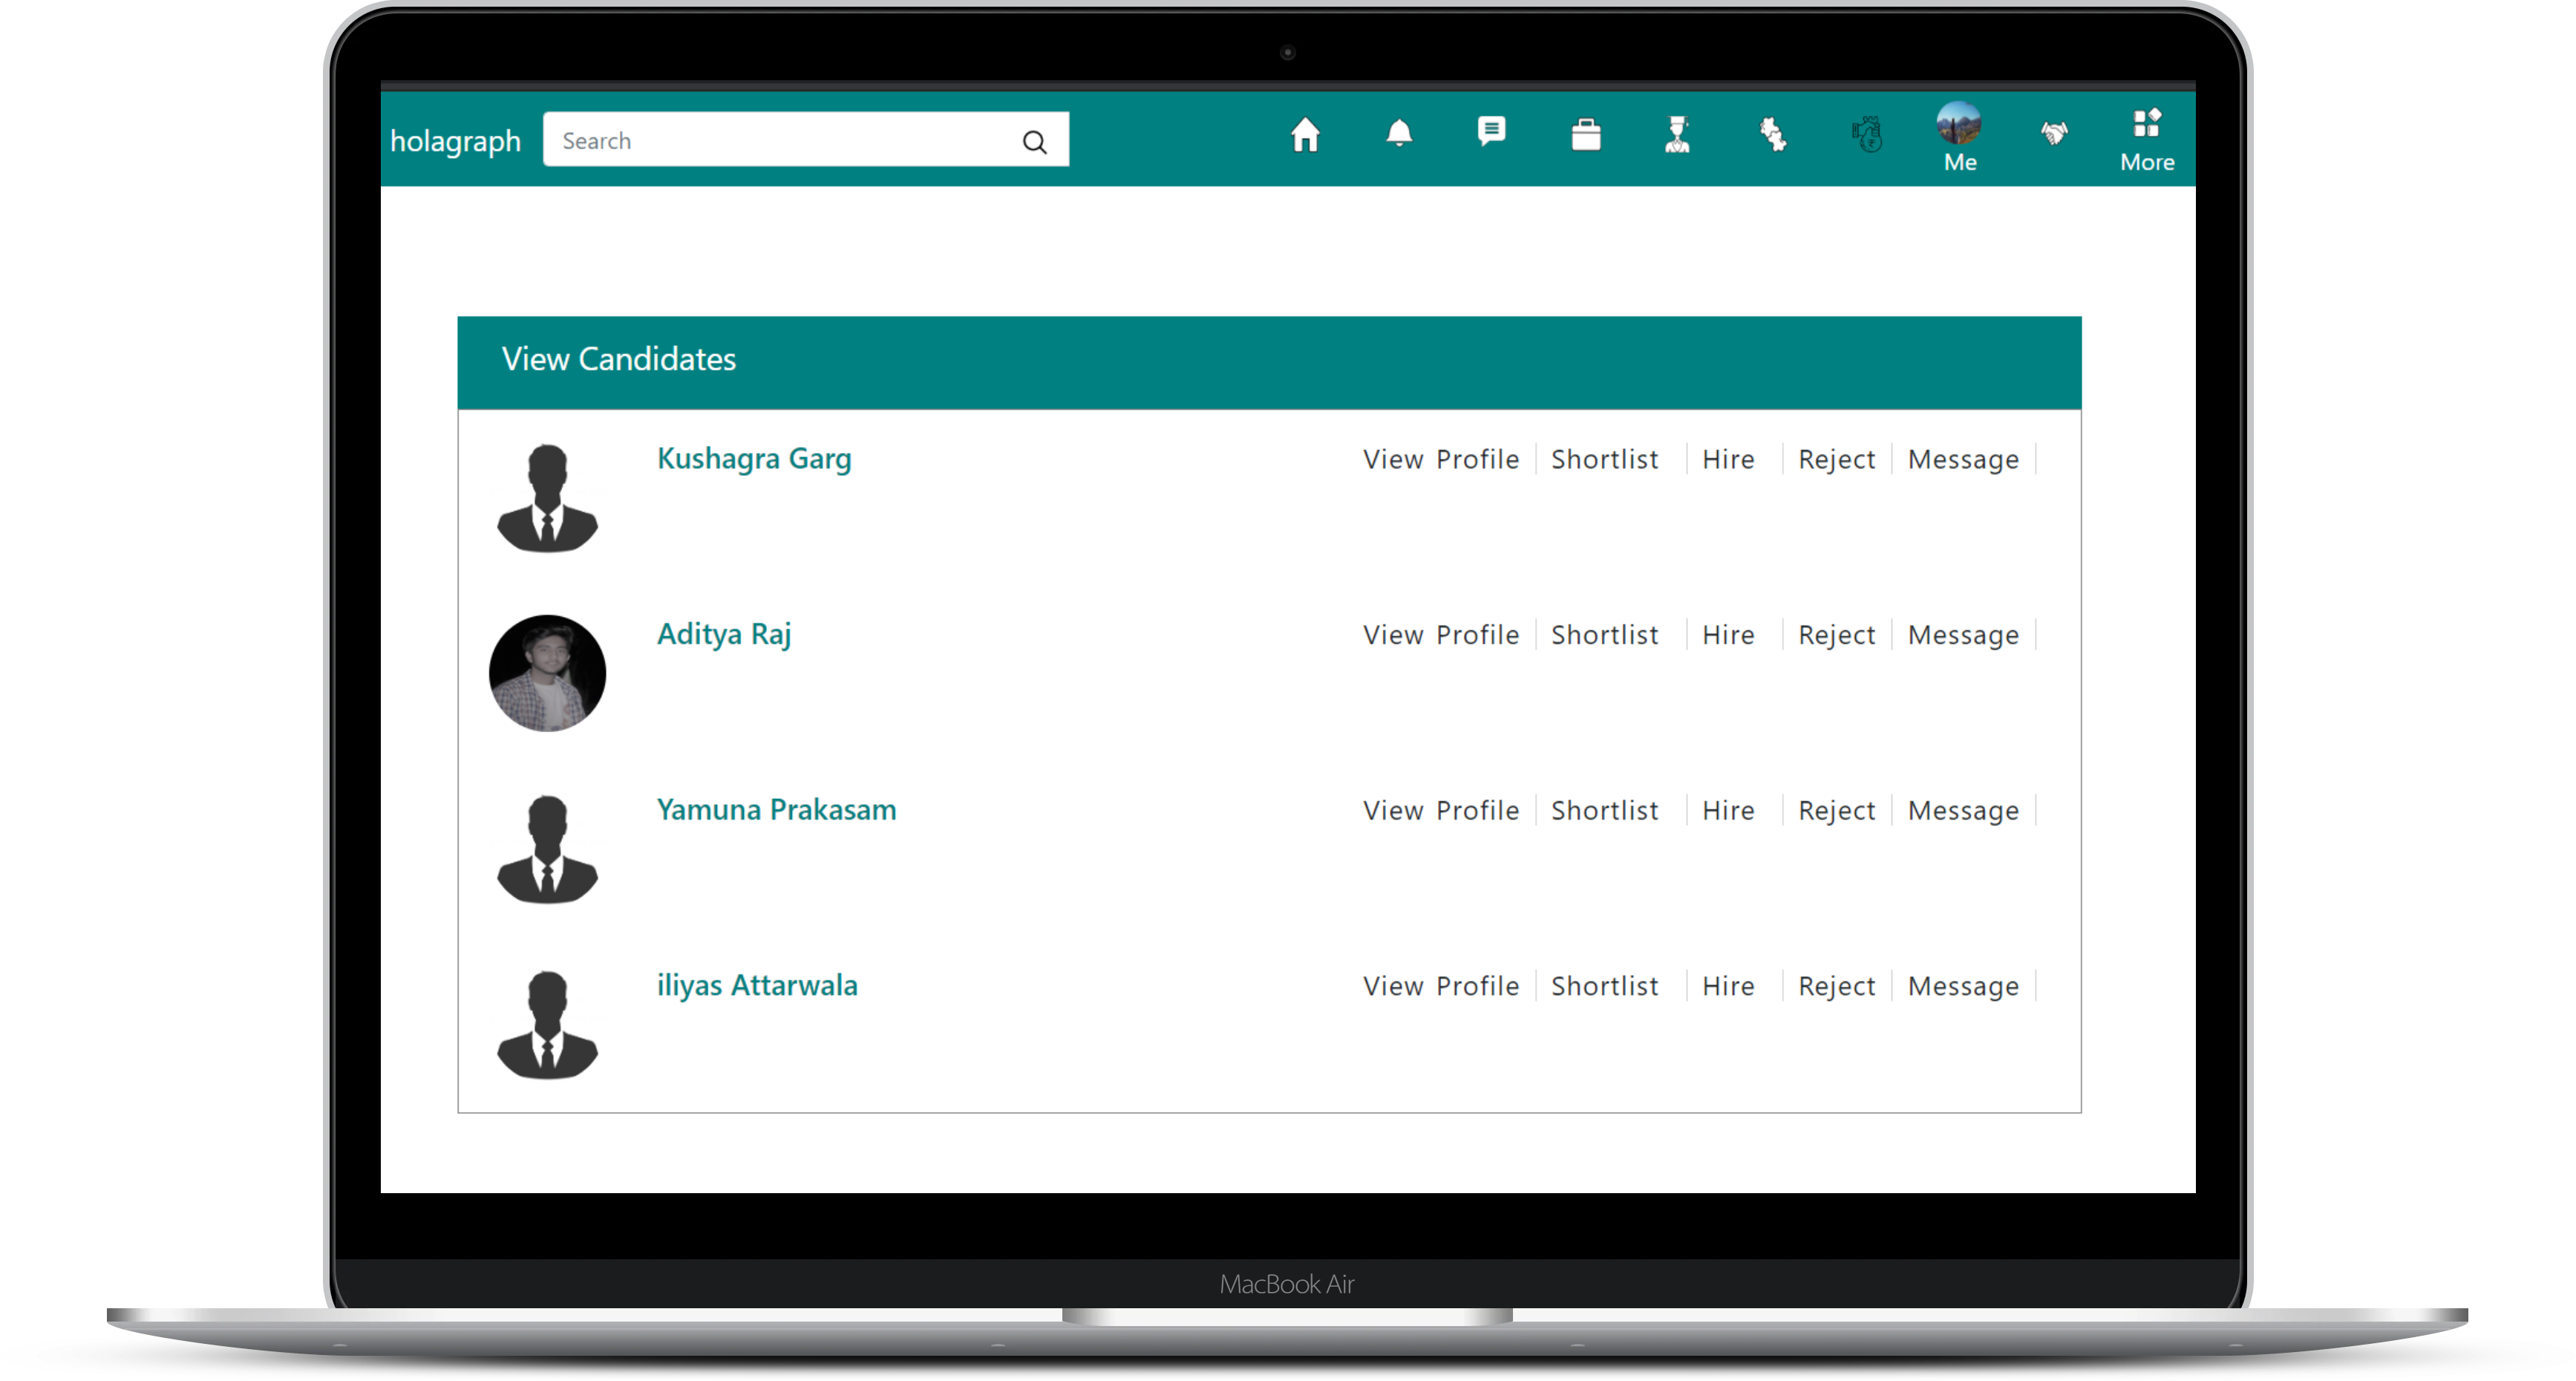 holagraph Search Me More
View Candidates
Kushagra Garg View Profile Shortlist Hire Reject Message
Aditya Raj View Profile Shortlist Hire Reject Message
Yamuna Prakasam View Profile Shortlist Hire Reject Message
iliyas Attarwala View Profile Shortlist Hire Reject Message
MacBook Air